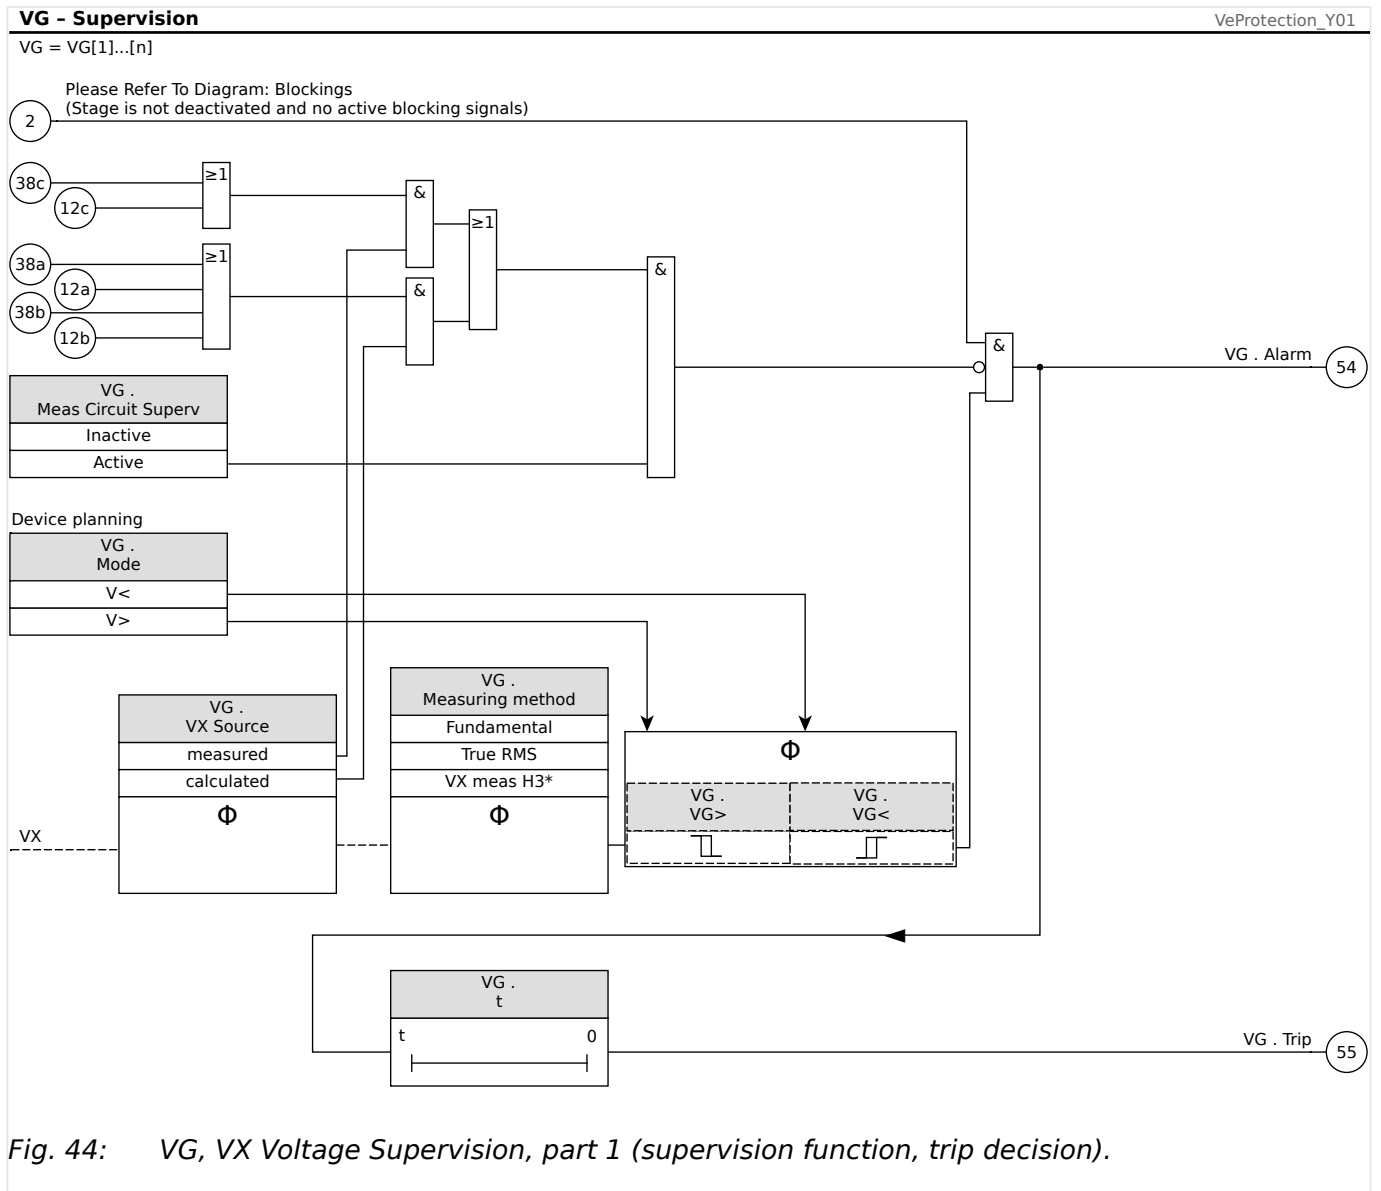 VG – Supervision
VeProtection_Y01
VG = VG[1]...[n]
Please Refer To Diagram: Blockings
(Stage is not deactivated and no active blocking signals)
2
38c
12c
≥1
&
≥1
38a
12a
38b
12b
≥1
&
&
&
VG . Alarm
54
VG .
Meas Circuit Superv
Inactive
Active
Device planning
VG .
Mode
V<
V>
VG .
VX Source
measured
calculated
Φ
VX
VG .
Measuring method
Fundamental
True RMS
VX meas H3*
Φ
Φ
VG .
VG>
VG .
VG<
VG .
t
t
0
VG . Trip
55
Fig. 44: VG, VX Voltage Supervision, part 1 (supervision function, trip decision).